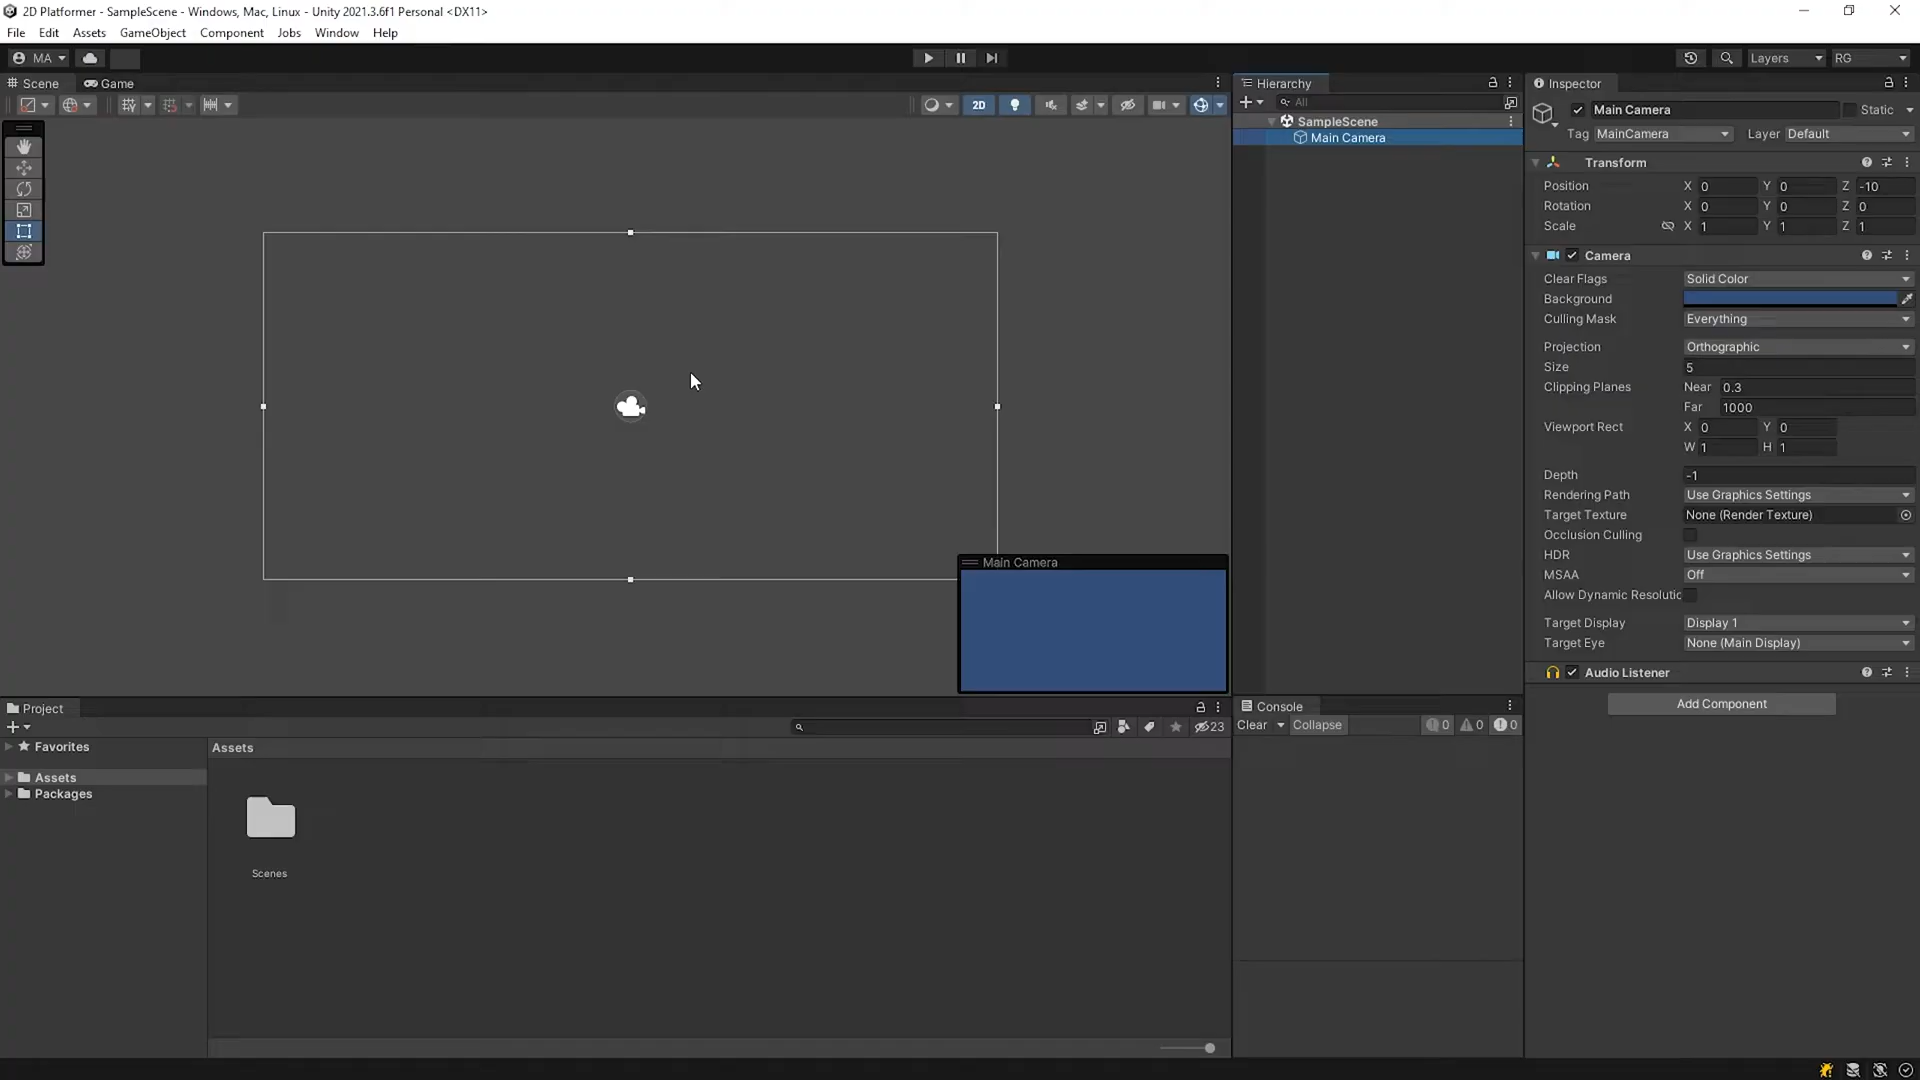 2D Platformer - SampleScene - Windows, Mac, Linux - Unity 2021.3.6f1 Personal <DX11>
File Edit Assets GameObject Component Jobs Window Help
MA Layers RG
Scene Game
2D
Main Camera
Hierarchy
All
SampleScene
Main Camera
Inspector
Main Camera Static
Tag MainCamera Layer Default
Transform
Position X 0 Y 0 Z -10
Rotation X 0 Y 0 Z 0
Scale X 1 Y 1 Z 1
Camera
Clear Flags Solid Color
Background
Culling Mask Everything
Projection Orthographic
Size 5
Clipping Planes Near 0.3
Far 1000
Viewport Rect X 0 Y 0
W 1 H 1
Depth -1
Rendering Path Use Graphics Settings
Target Texture None (Render Texture)
Occlusion Culling
HDR Use Graphics Settings
MSAA Off
Allow Dynamic Resolutic
Target Display Display 1
Target Eye None (Main Display)
Audio Listener
Add Component
Project
23
Favorites
Assets
Packages
Assets
Scenes
Console
Clear Collapse 0 0 0